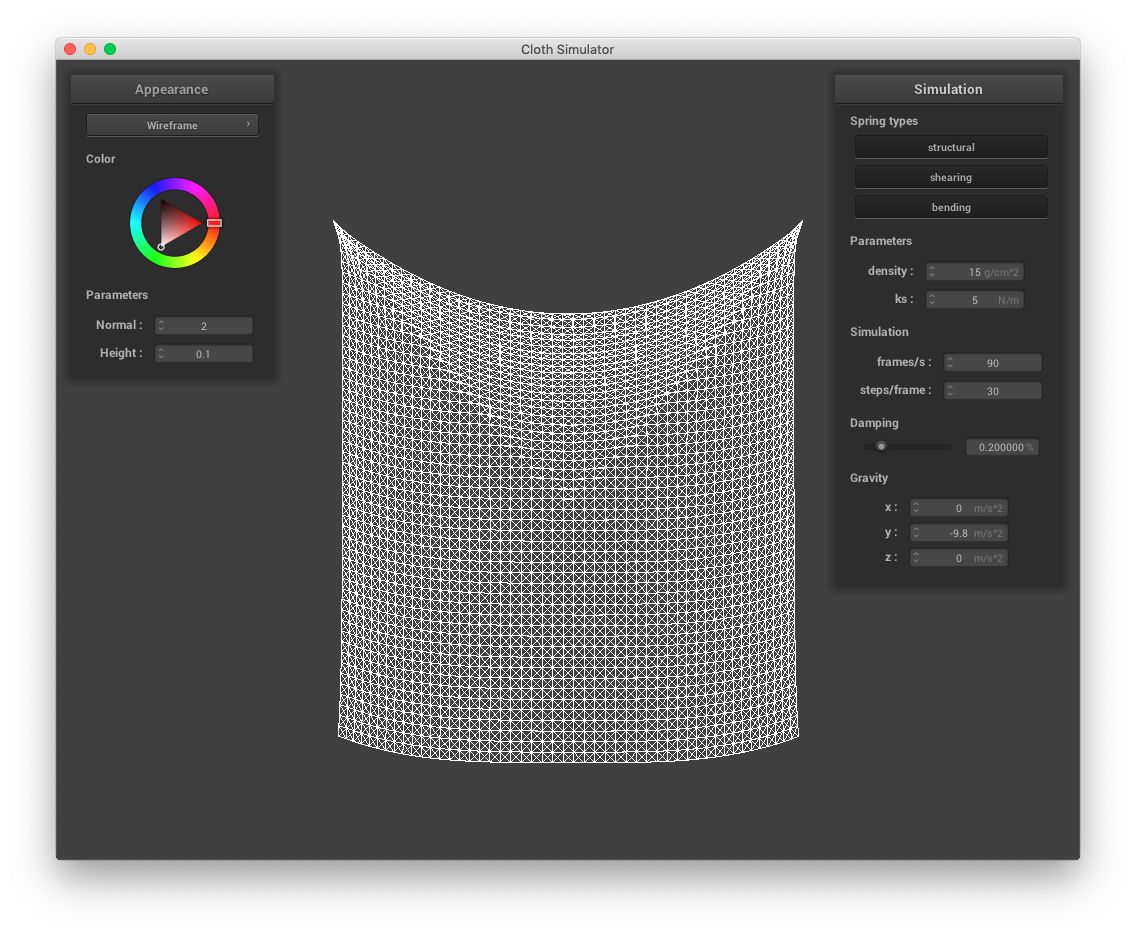 Cloth Simulator
Appearance
Wireframe
Color
Parameters
Normal : 2
Height : 0.1
Simulation
Spring types
structural
shearing
bending
Parameters
density : 15 g/cm^2
ks : 5 N/m
Simulation
frames/s : 90
steps/frame : 30
Damping
0.200000 %
Gravity
x : 0 m/s^2
y : -9.8 m/s^2
z : 0 m/s^2